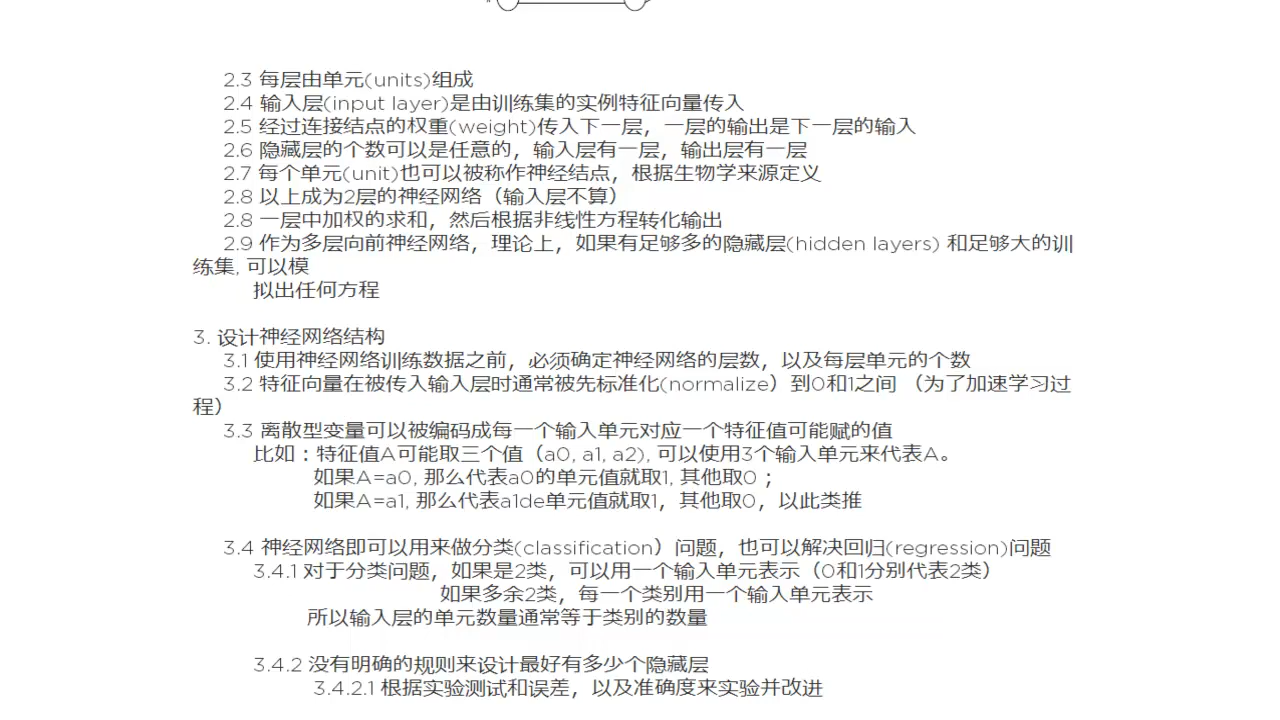 2.3 每层由单元(units)组成
2.4 输入层(input layer)是由训练集的实例特征向量传入
2.5 经过连接结点的权重(weight)传入下一层，一层的输出是下一层的输入
2.6 隐藏层的个数可以是任意的，输入层有一层，输出层有一层
2.7 每个单元(unit)也可以被称作神经结点，根据生物学来源定义
2.8 以上成为2层的神经网络（输入层不算）
2.8 一层中加权的求和，然后根据非线性方程转化输出
2.9 作为多层向前神经网络，理论上，如果有足够多的隐藏层(hidden layers) 和足够大的训
练集, 可以模
拟出任何方程
3. 设计神经网络结构
3.1 使用神经网络训练数据之前，必须确定神经网络的层数，以及每层单元的个数
3.2 特征向量在被传入输入层时通常被先标准化(normalize）到0和1之间 （为了加速学习过
程）
3.3 离散型变量可以被编码成每一个输入单元对应一个特征值可能赋的值
比如：特征值A可能取三个值（a0, a1, a2), 可以使用3个输入单元来代表A。
如果A=a0, 那么代表a0的单元值就取1, 其他取0；
如果A=a1, 那么代表a1de单元值就取1，其他取0，以此类推
3.4 神经网络即可以用来做分类(classification）问题，也可以解决回归(regression)问题
3.4.1 对于分类问题，如果是2类，可以用一个输入单元表示（0和1分别代表2类）
如果多余2类，每一个类别用一个输入单元表示
所以输入层的单元数量通常等于类别的数量
3.4.2 没有明确的规则来设计最好有多少个隐藏层
3.4.2.1 根据实验测试和误差，以及准确度来实验并改进